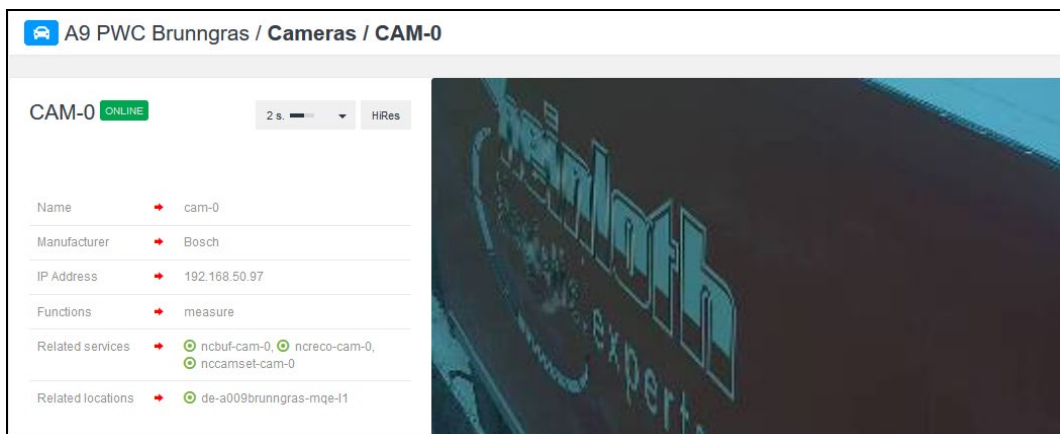 A9 PWC Brunngras / Cameras / CAM-0
CAM-0 ONLINE
2 s.
HiRes
Name cam-0
Manufacturer Bosch
IP Address 192.168.50.97
Functions measure
Related services ncbuf-cam-0, ncreco-cam-0,
nccamset-cam-0
Related locations de-a009brunngras-mqe-l1